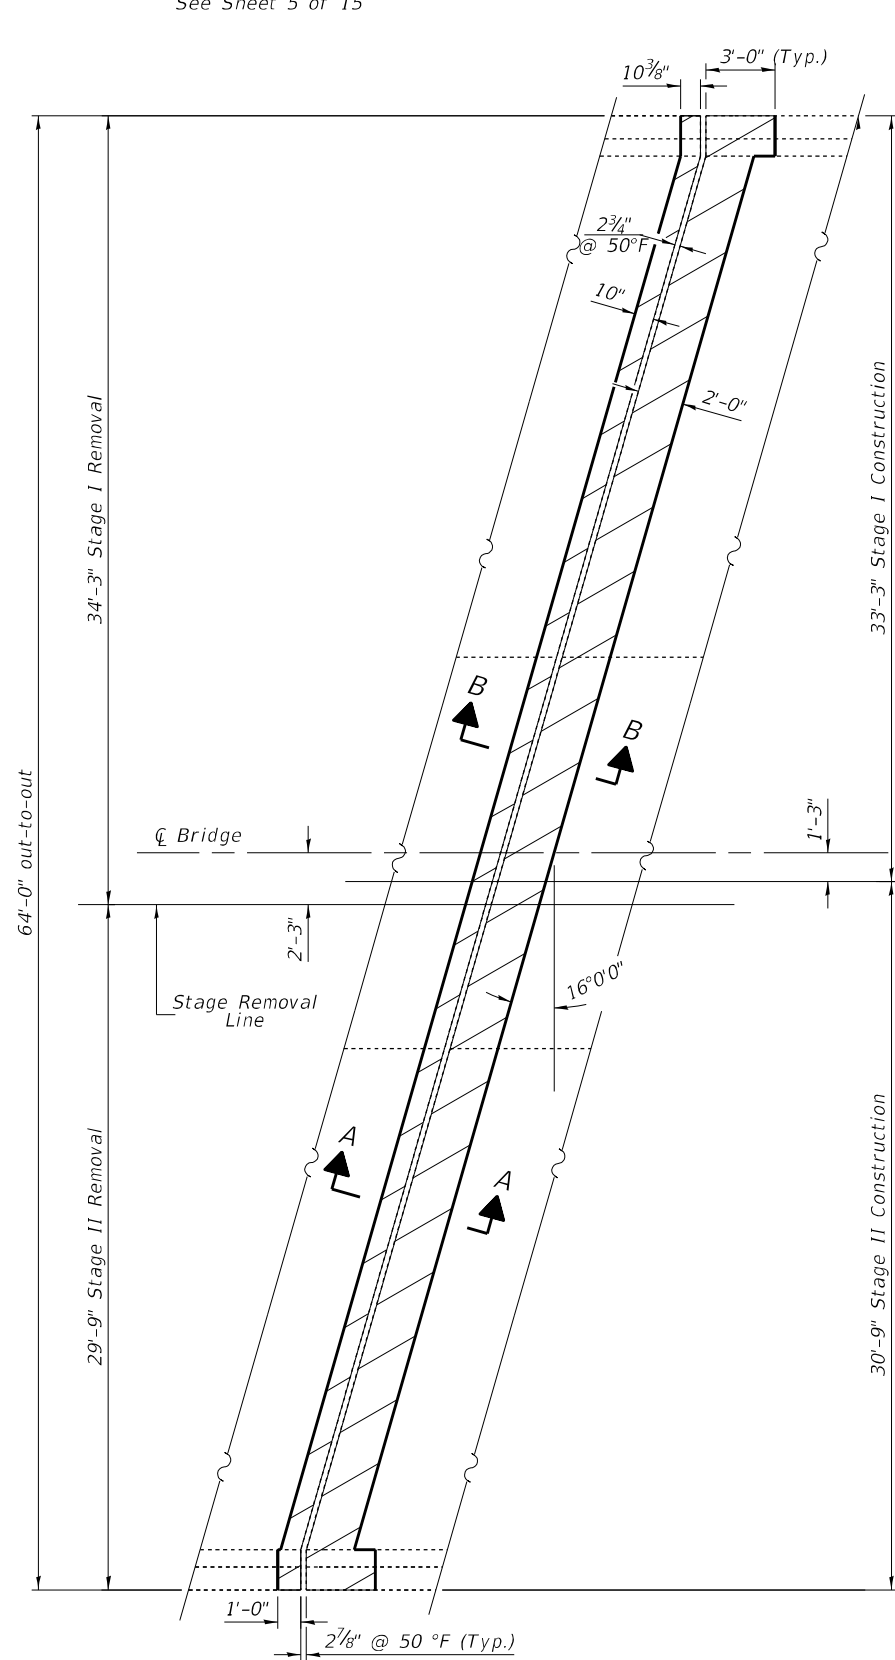 See Sheet 5 of 15
3'-0" (Typ.)
10⅜"
2¾"
@ 50°F
10"
2'-0"
34'-3" Stage I Removal
33'-3" Stage I Construction
B
B
64'-0" out-to-out
℄ Bridge
1'-3"
2'-3"
16°0'0"
Stage Removal
Line
A
A
29'-9" Stage II Removal
30'-9" Stage II Construction
1'-0"
2⅞" @ 50 °F (Typ.)